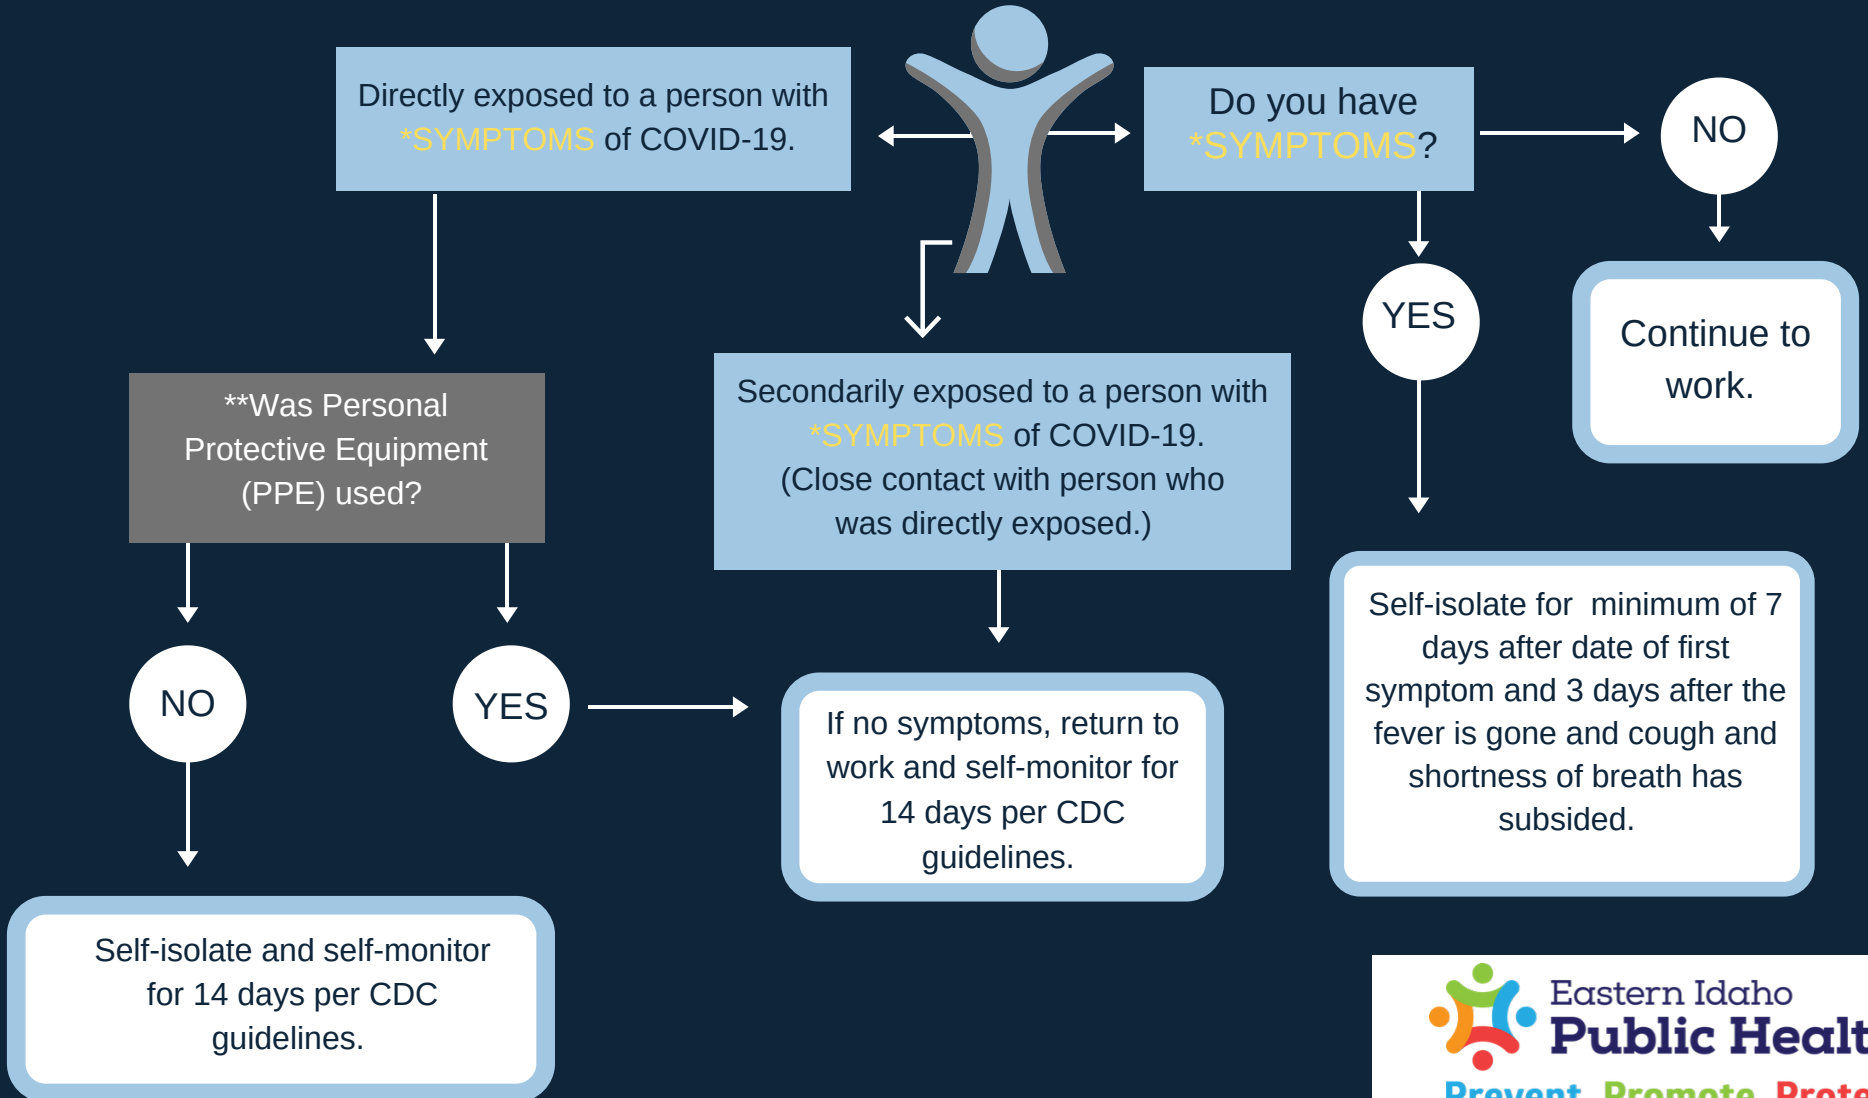 Directly exposed to a person with
*SYMPTOMS of COVID-19.
Do you have
*SYMPTOMS?
NO
YES
Continue to
work.
**Was Personal
Protective Equipment
(PPE) used?
Secondarily exposed to a person with
*SYMPTOMS of COVID-19.
(Close contact with person who
was directly exposed.)
NO
YES
If no symptoms, return to
work and self-monitor for
14 days per CDC
guidelines.
Self-isolate for  minimum of 7
days after date of first
symptom and 3 days after the
fever is gone and cough and
shortness of breath has
subsided.
Self-isolate and self-monitor
for 14 days per CDC
guidelines.
Eastern Idaho
Public Healt
Prevent. Promote. Prote